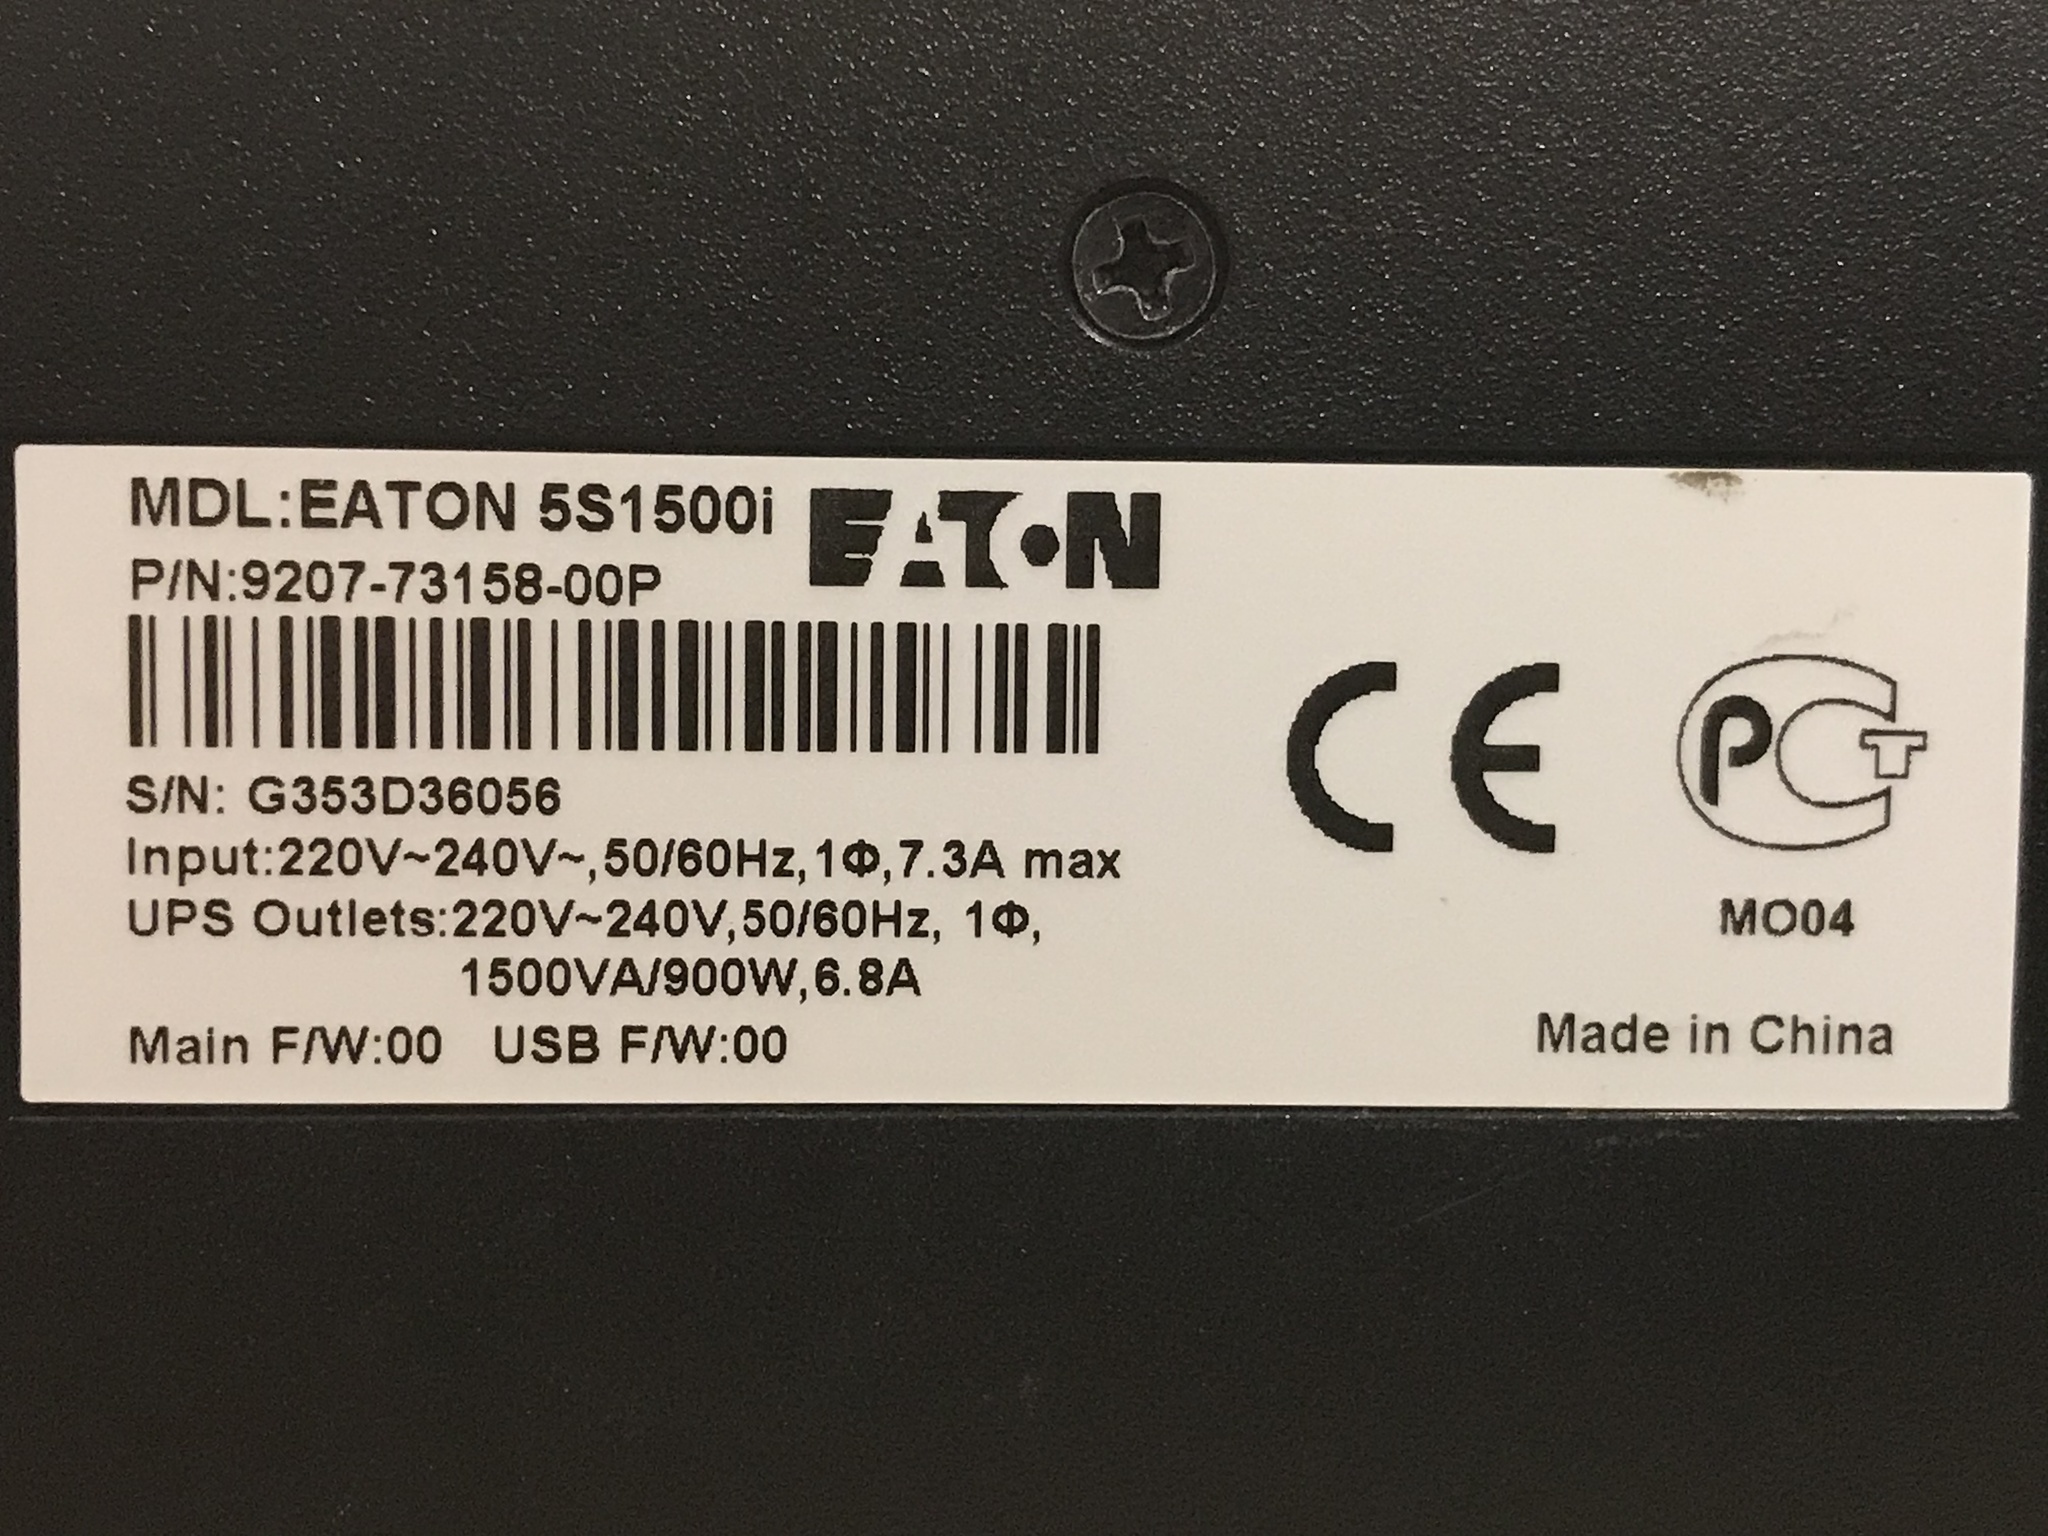 MDL:EATON 5S1500i
EATON
P/N:9207-73158-00P
S/N: G353D36056
Input:220V~240V~,50/60Hz,1Φ,7.3A max
UPS Outlets:220V~240V,50/60Hz, 1Φ,
1500VA/900W,6.8A
Main F/W:00 USB F/W:00
CE
РСТ
MO04
Made in China